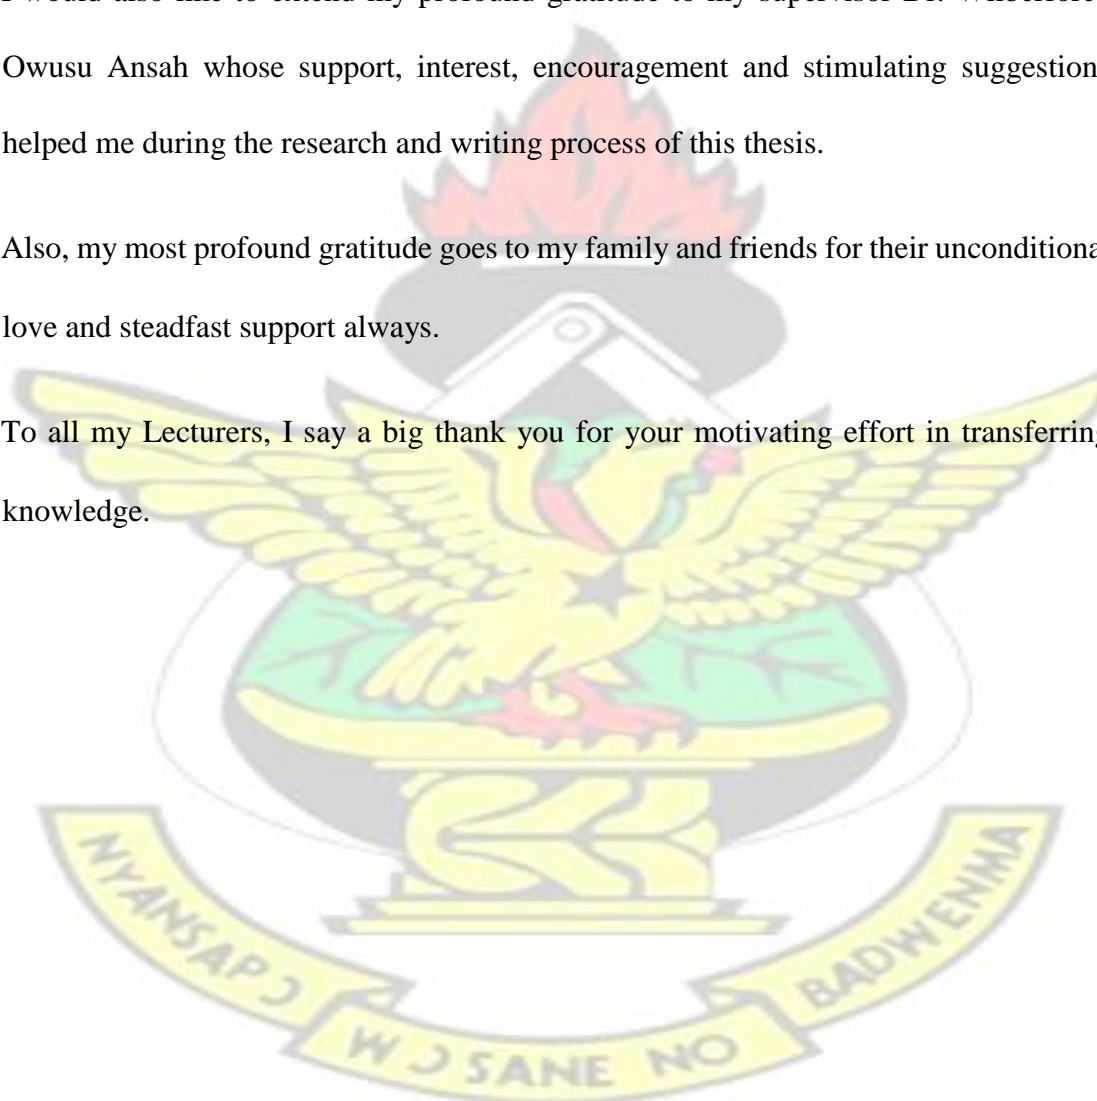 I would also like to extend my profound gratitude to my supervisor Dr.
Owusu Ansah whose support, interest, encouragement and stimulating suggestion
helped me during the research and writing process of this thesis.
Also, my most profound gratitude goes to my family and friends for their unconditiona
love and steadfast support always.
To all my Lecturers, I say a big thank you for your motivating effort in transferring
knowledge.
NYANSAPƆ
WƆSANE NO
BADWENMA